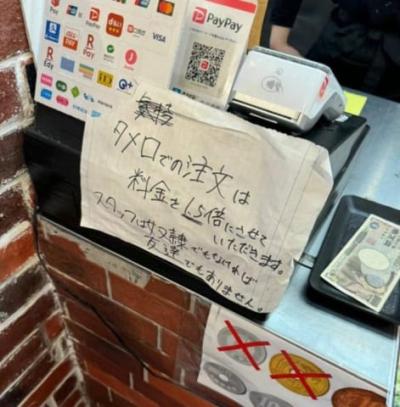 PayPay
VISA
PayPay
タメ口での注文は
料金を1.5倍にさせて
いただきます。
スタッフは奴隷でもなければ
友達でもありません。